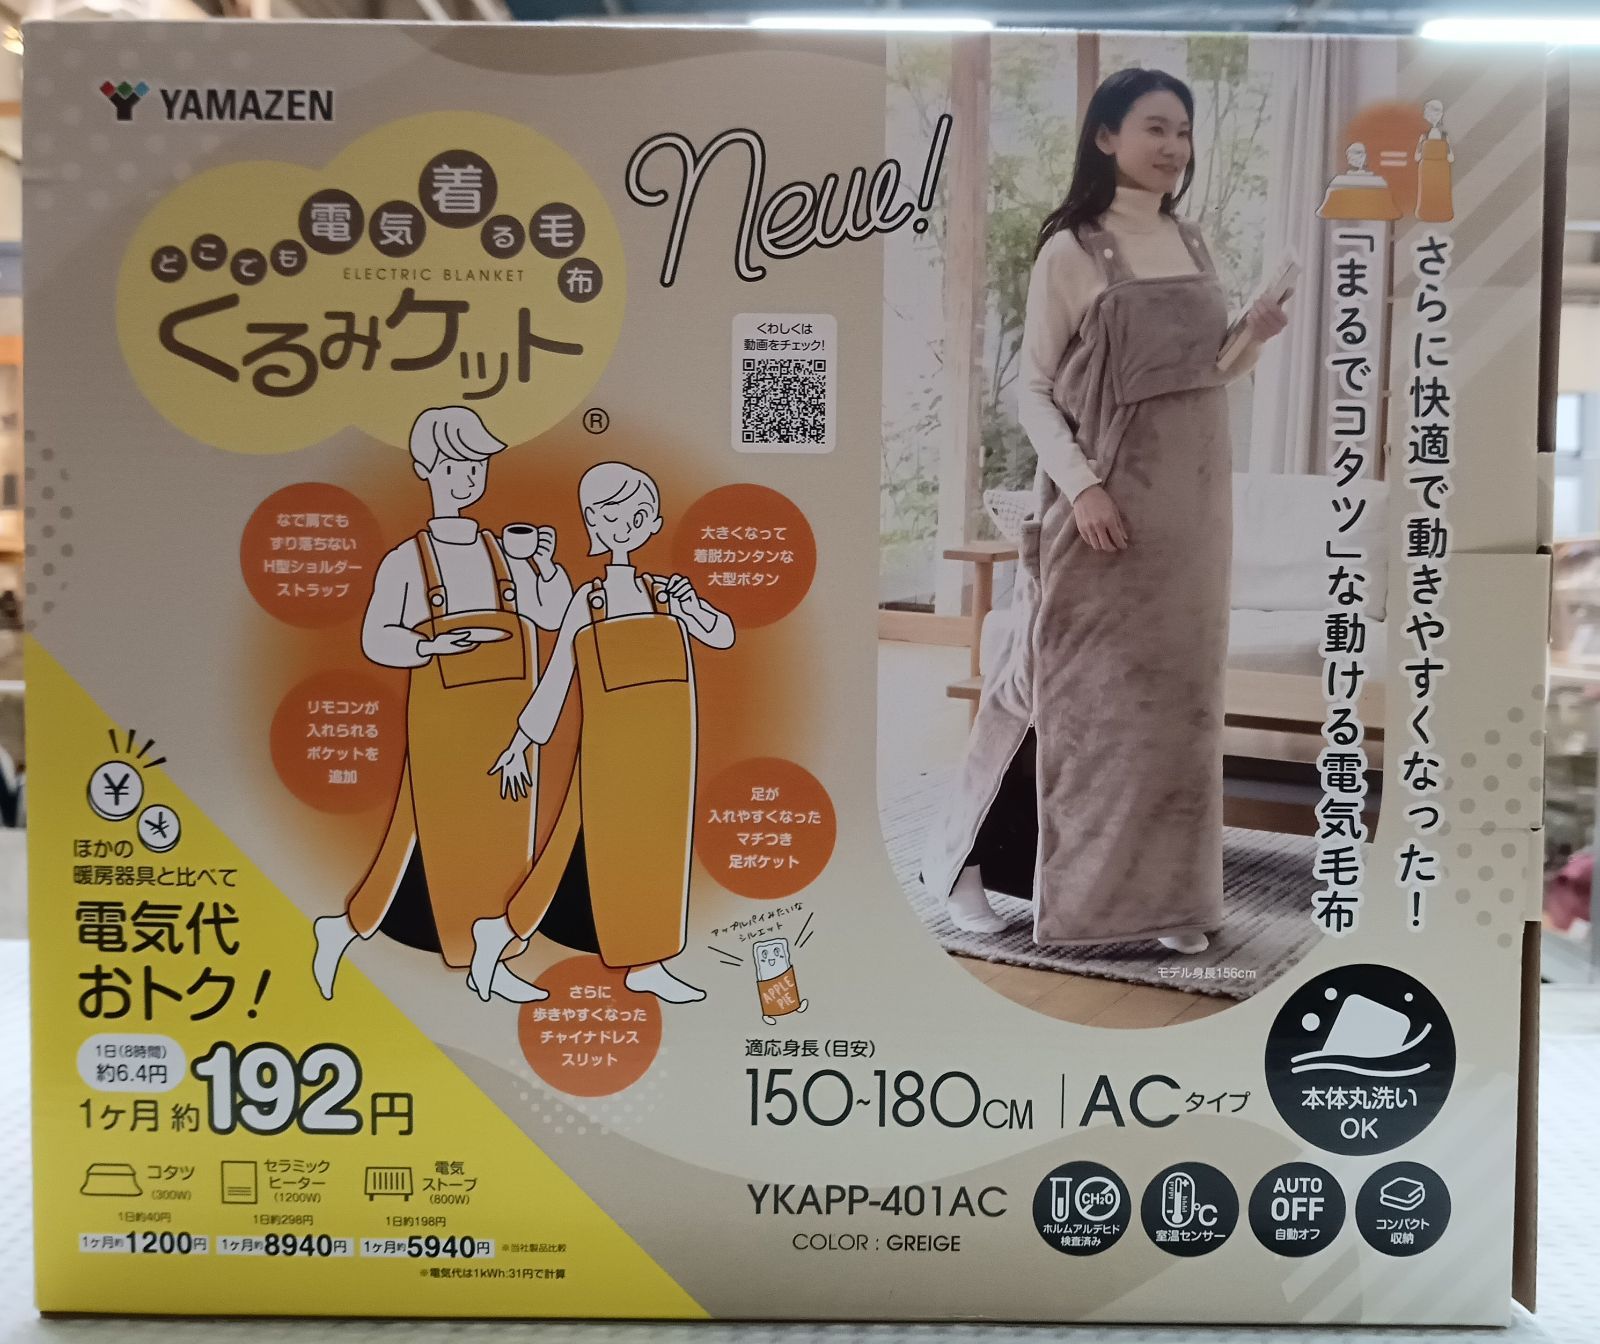 YAMAZEN
どこでも電気着る毛布
ELECTRIC BLANKET
くるみケット
®
New!
くわしくは
動画をチェック!
さらに快適で動きやすくなった!
「まるでコタツ」な動ける電気毛布
なで肩でも
すり落ちない
H型ショルダー
ストラップ
大きくなって
着脱カンタンな
大型ボタン
リモコンが
入れられる
ポケットを
追加
足が
入れやすくなった
マチつき
足ポケット
さらに
歩きやすくなった
チャイナドレス
スリット
アップルパイみたいな
シルエット
APPLE
PIE
モデル身長156cm
¥
¥
ほかの
暖房器具と比べて
電気代
おトク!
1日(8時間)
約6.4円
1ヶ月 約192円
コタツ
(300W)
1日約40円
1ヶ月約1200円
セラミック
ヒーター
(1200W)
1日約298円
1ヶ月約8940円
電気
ストーブ
(800W)
1日約198円
1ヶ月約5940円
※当社製品比較
※電気代は1kWh:31円で計算
適応身長(目安)
150~180CM
ACタイプ
本体丸洗い
OK
YKAPP-401AC
COLOR : GREIGE
CH₂O
ホルムアルデヒド
検査済み
℃
室温センサー
AUTO
OFF
自動オフ
コンパクト
収納